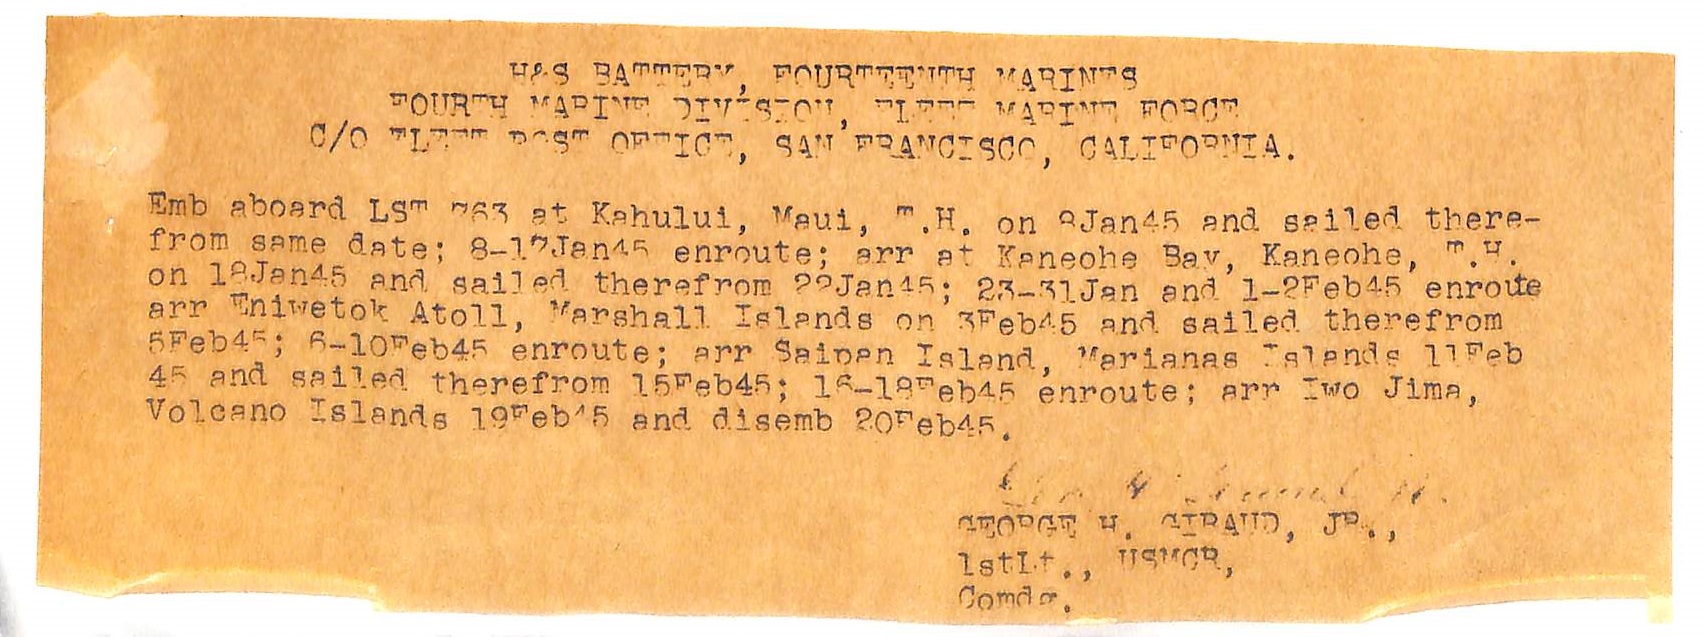 H&S BATTERY, FOURTEENTH MARINES
FOURTH MARINE DIVISION, FLEET MARINE FORCE
C/O FLEET POST OFFICE, SAN FRANCISCO, CALIFORNIA.
Emb aboard LST 763 at Kahului, Maui, T.H. on 8Jan45 and sailed there-
from same date; 8-17Jan45 enroute; arr at Kaneohe Bay, Kaneohe, T.H.
on 18Jan45 and sailed therefrom 22Jan45; 23-31Jan and 1-2Feb45 enroute
arr Eniwetok Atoll, Marshall Islands on 3Feb45 and sailed therefrom
5Feb45; 6-10Feb45 enroute; arr Saipan Island, Marianas Islands 11Feb
45 and sailed therefrom 15Feb45; 16-18Feb45 enroute; arr Iwo Jima,
Volcano Islands 19Feb45 and disemb 20Feb45.
GEORGE H. GIRAUD, JR.,
1stLt., USMCR,
Comdg.